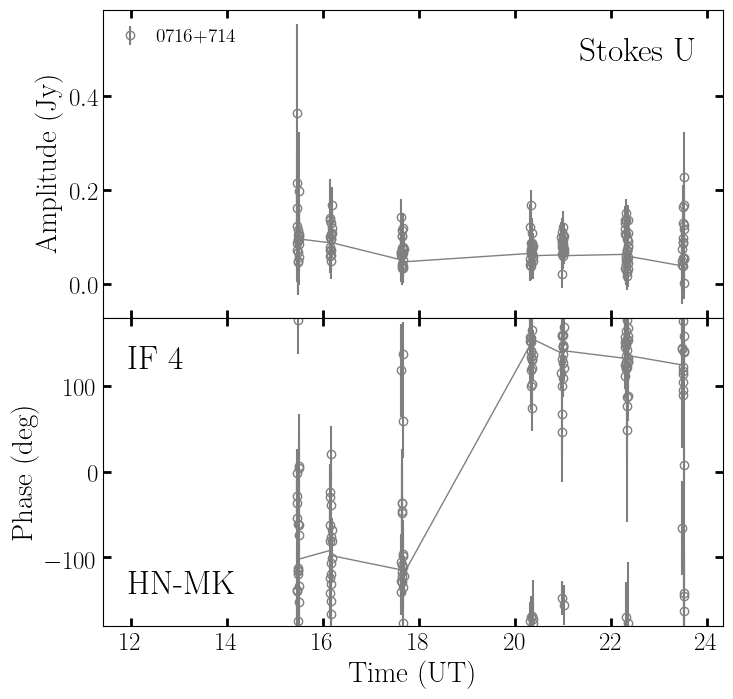 0716+714
Stokes U
Amplitude (Jy)
0.4
0.2
0.0
IF 4
Phase (deg)
100
0
−100
HN-MK
12 14 16 18 20 22 24
Time (UT)